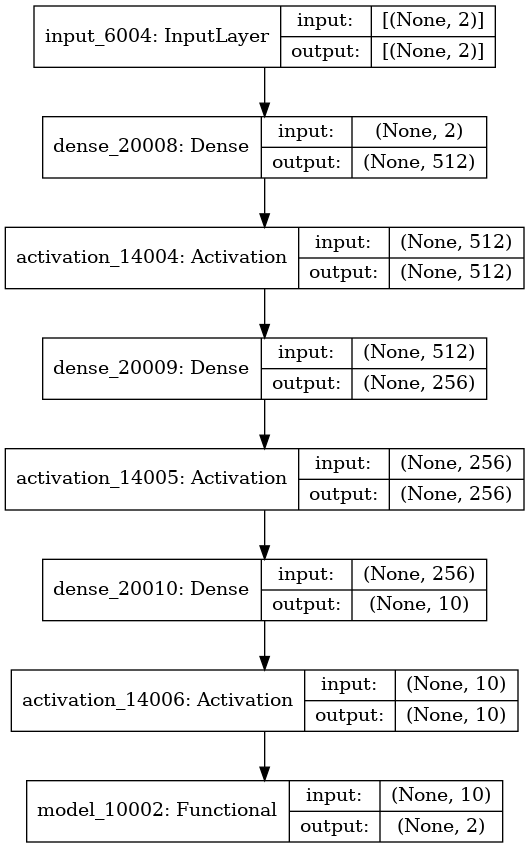 input_6004: InputLayer
input: [(None, 2)]
output: [(None, 2)]
dense_20008: Dense
input: (None, 2)
output: (None, 512)
activation_14004: Activation
input: (None, 512)
output: (None, 512)
dense_20009: Dense
input: (None, 512)
output: (None, 256)
activation_14005: Activation
input: (None, 256)
output: (None, 256)
dense_20010: Dense
input: (None, 256)
output: (None, 10)
activation_14006: Activation
input: (None, 10)
output: (None, 10)
model_10002: Functional
input: (None, 10)
output: (None, 2)